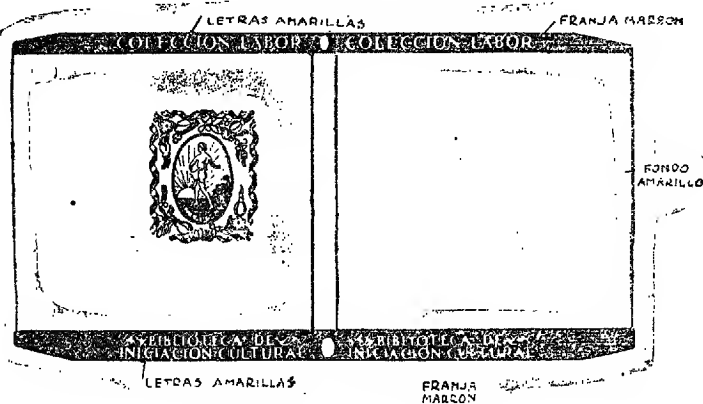 LETRAS AMARILLAS
FRANJA MARRON
COLECCION LABOR COLECCION LABOR
FONDO
AMARILLO
BIBLIOTECA DE BIBLIOTECA DE
INICIACION CULTURAL INICIACION CULTURAL
LETRAS AMARILLAS
FRANJA
MARRON